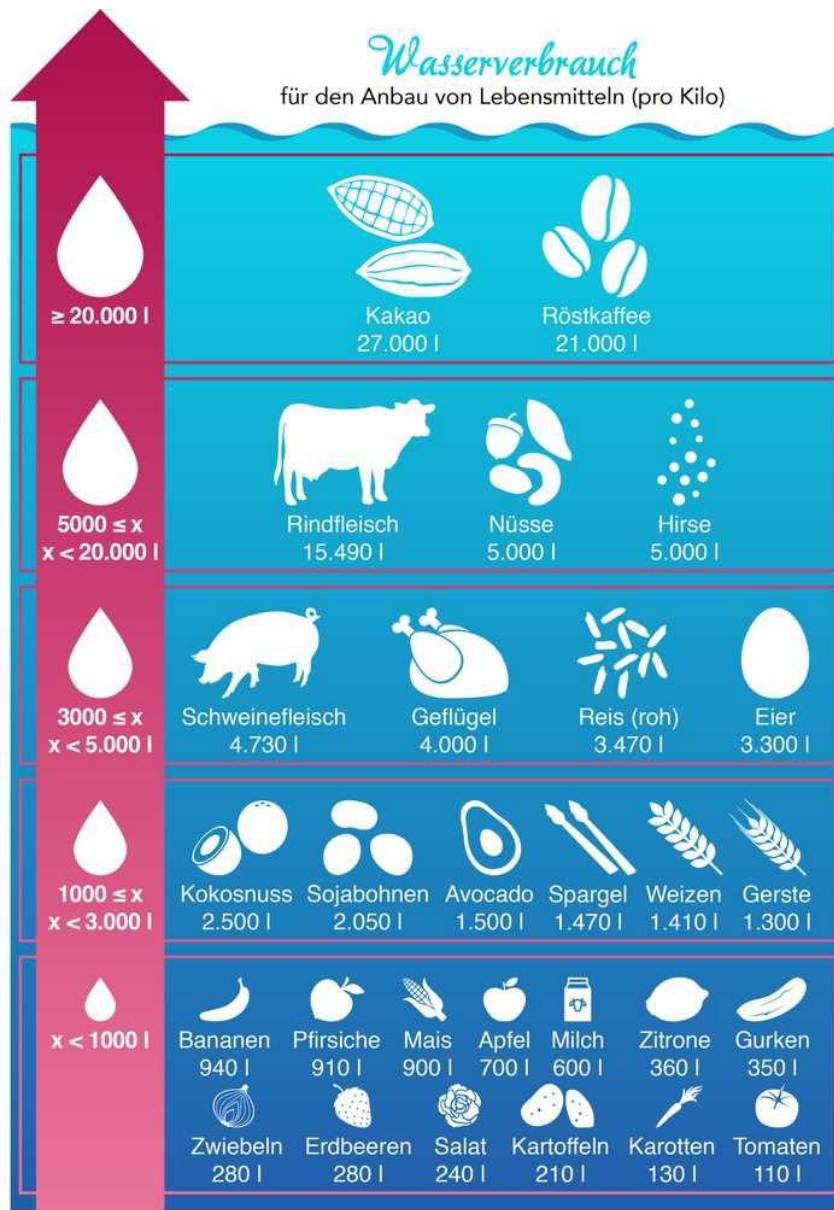 Wasserverbrauch
für den Anbau von Lebensmitteln (pro Kilo)
≥ 20.000 l
Kakao
27.000 l
Röstkaffee
21.000 l
5000 ≤ x
x < 20.000 l
Rindfleisch
15.490 l
Nüsse
5.000 l
Hirse
5.000 l
3000 ≤ x
x < 5.000 l
Schweinefleisch
4.730 l
Geflügel
4.000 l
Reis (roh)
3.470 l
Eier
3.300 l
1000 ≤ x
x < 3.000 l
Kokosnuss
2.500 l
Sojabohnen
2.050 l
Avocado
1.500 l
Spargel
1.470 l
Weizen
1.410 l
Gerste
1.300 l
x < 1000 l
Bananen
940 l
Pfirsiche
910 l
Mais
900 l
Apfel
700 l
Milch
600 l
Zitrone
360 l
Gurken
350 l
Zwiebeln
280 l
Erdbeeren
280 l
Salat
240 l
Kartoffeln
210 l
Karotten
130 l
Tomaten
110 l